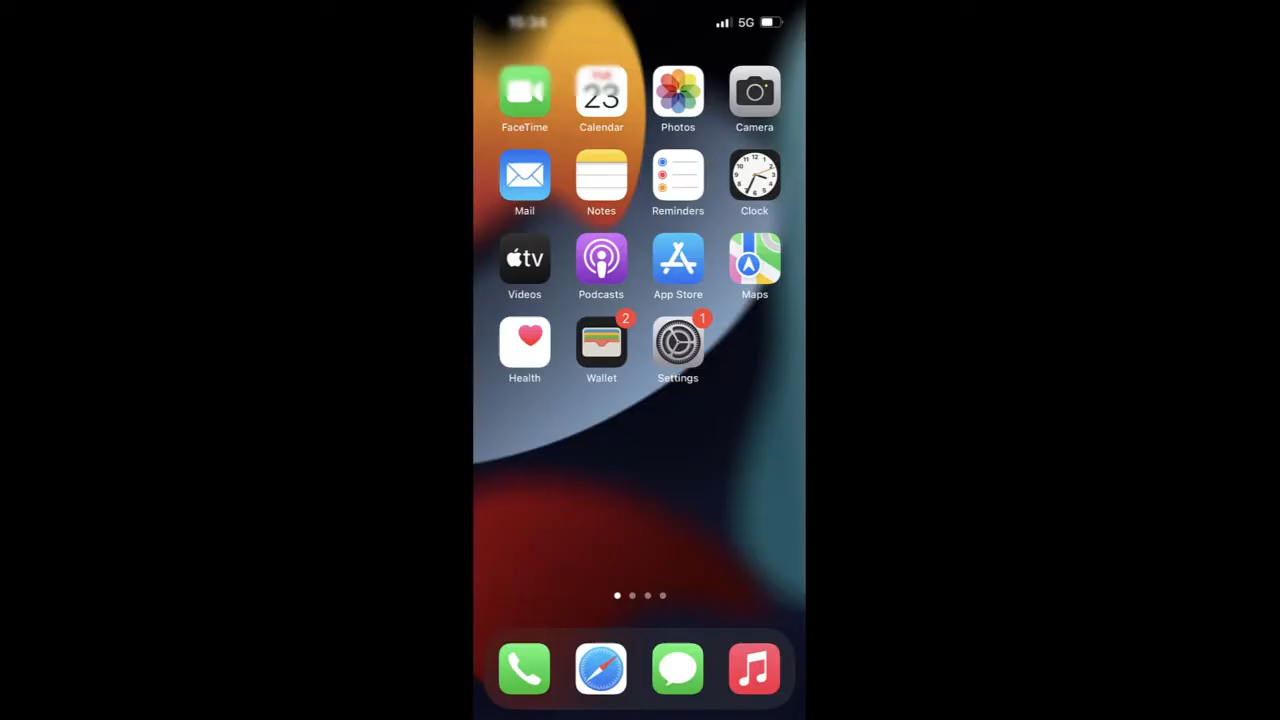 5G
23
FaceTime Calendar Photos Camera
Mail Notes Reminders Clock
tv
Videos Podcasts App Store Maps
2 1
Health Wallet Settings